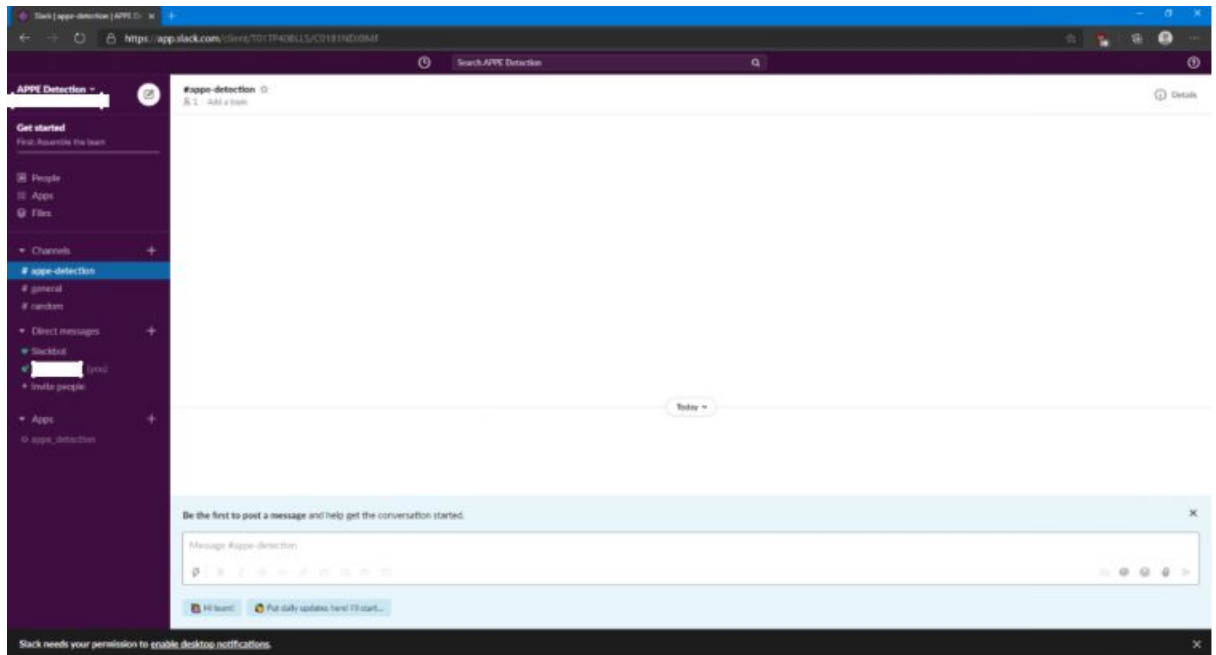 Slack | appe-detection | APPE D
https://app.slack.com/client/
Search APPE Detection
APPE Detection
Get started
First: Assemble the team
People
Apps
Files
Channels
# appe-detection
# general
# random
Direct messages
Slackbot
(you)
+ Invite people
Apps
appe_detection
#appe-detection
1 Add a topic
Details
Today
Be the first to post a message and help get the conversation started.
Message #appe-detection
Hi team!
Put daily updates here! I'll start...
Slack needs your permission to enable desktop notifications.